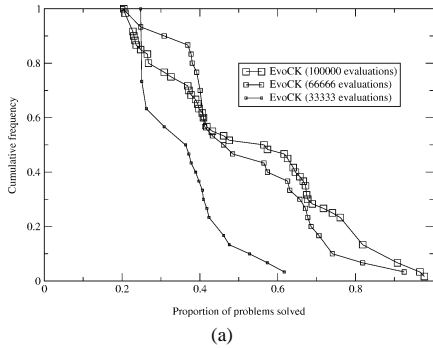 1
0.8
0.6
0.4
0.2
0
Cumulative frequency
EvoCK (100000 evaluations)
EvoCK (66666 evaluations)
EvoCK (33333 evaluations)
0 0.2 0.4 0.6 0.8 1
Proportion of problems solved
(a)